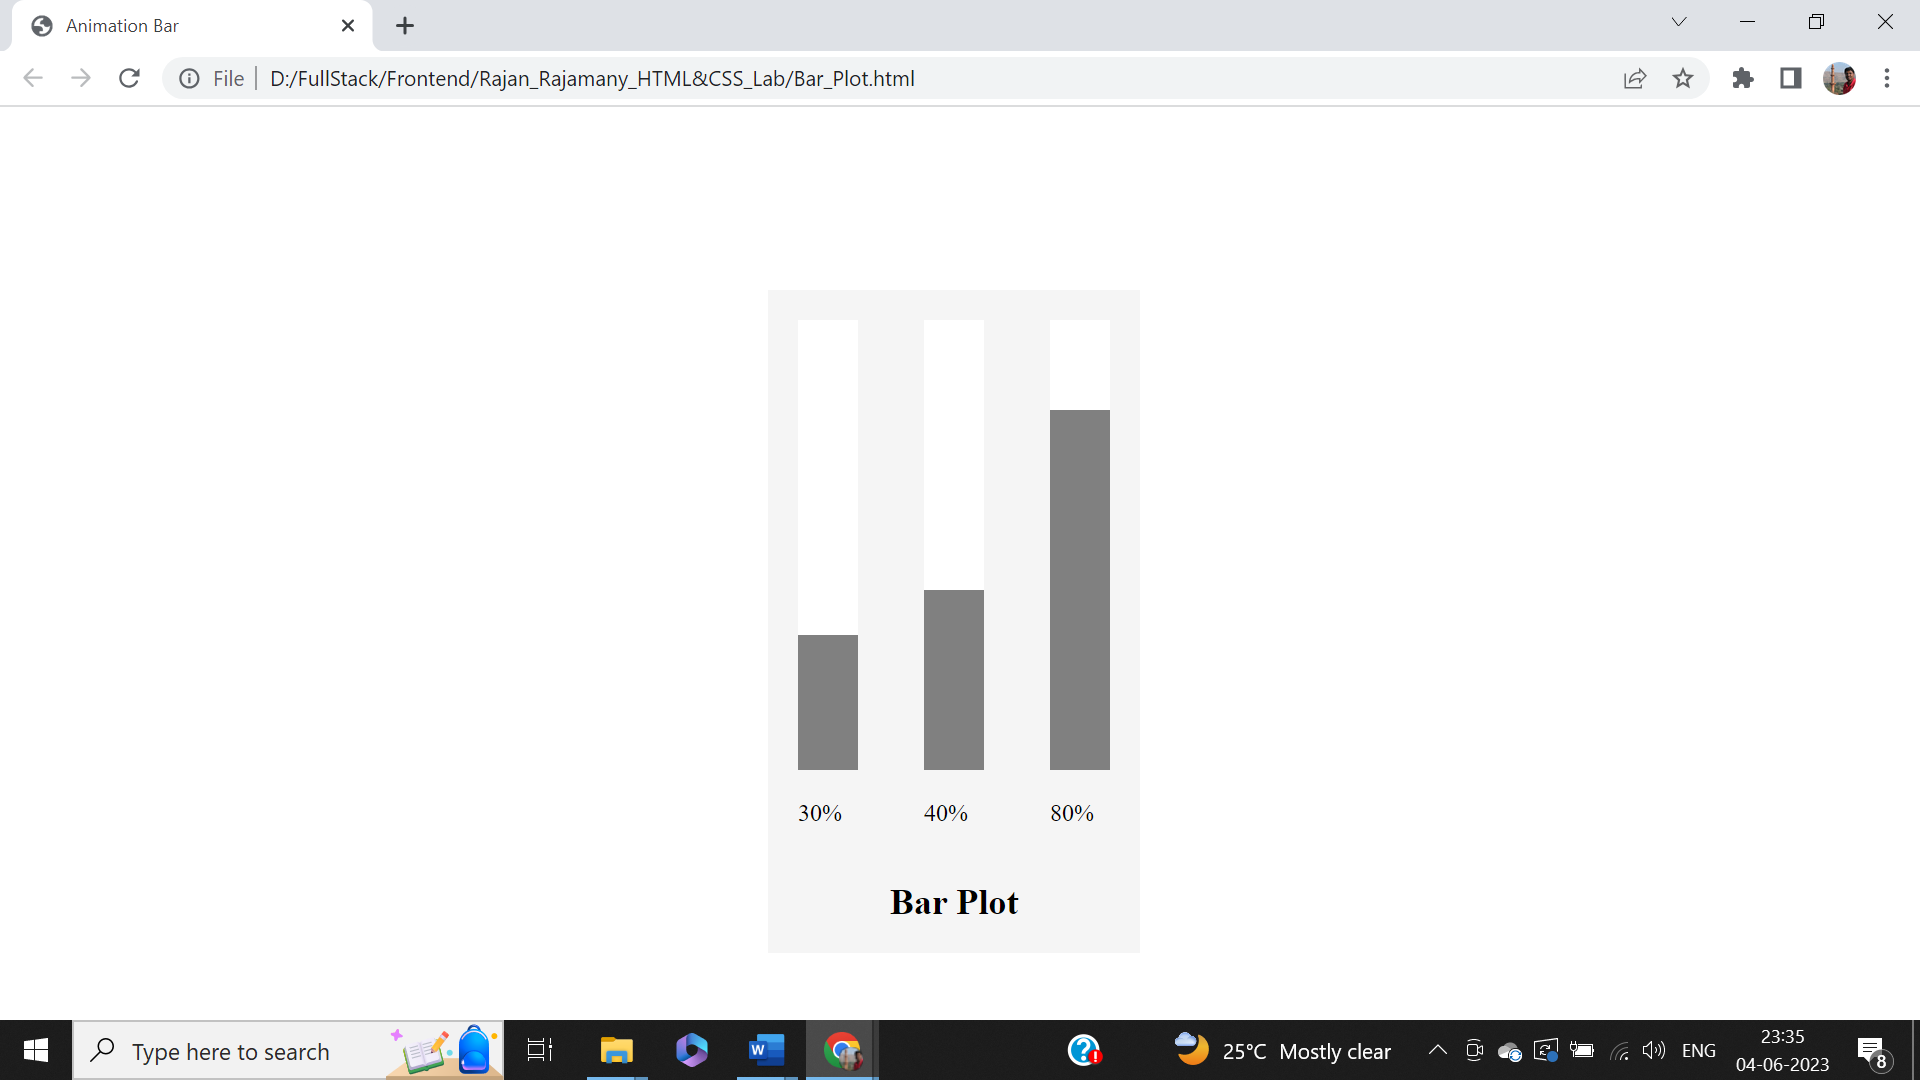 Animation Bar
File D:/FullStack/Frontend/Rajan_Rajamany_HTML&CSS_Lab/Bar_Plot.html
30% 40% 80%
Bar Plot
Type here to search
W
25°C Mostly clear
ENG
23:35
04-06-2023
8